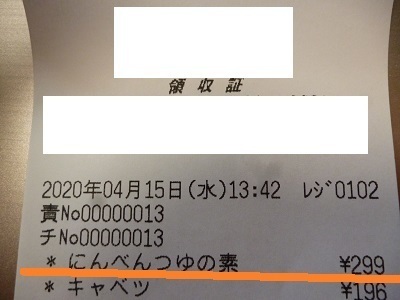 領収証
2020年04月15日(水)13:42 レジ0102
責No00000013
チNo00000013
* にんべんつゆの素 ¥299
* キャベツ ¥196